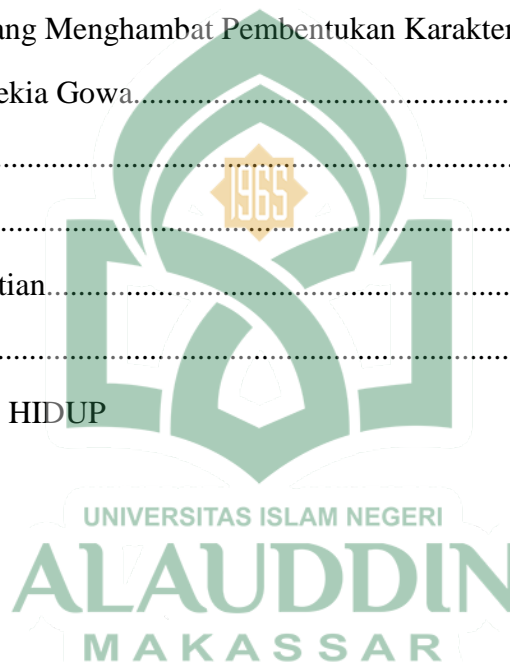 ang Menghambat Pembentukan Karakter
ekia Gowa................................................
................................................................
................................................................
tian............................................................
................................................................
HIDUP
1965
UNIVERSITAS ISLAM NEGERI
ALAUDDIN
MAKASSAR